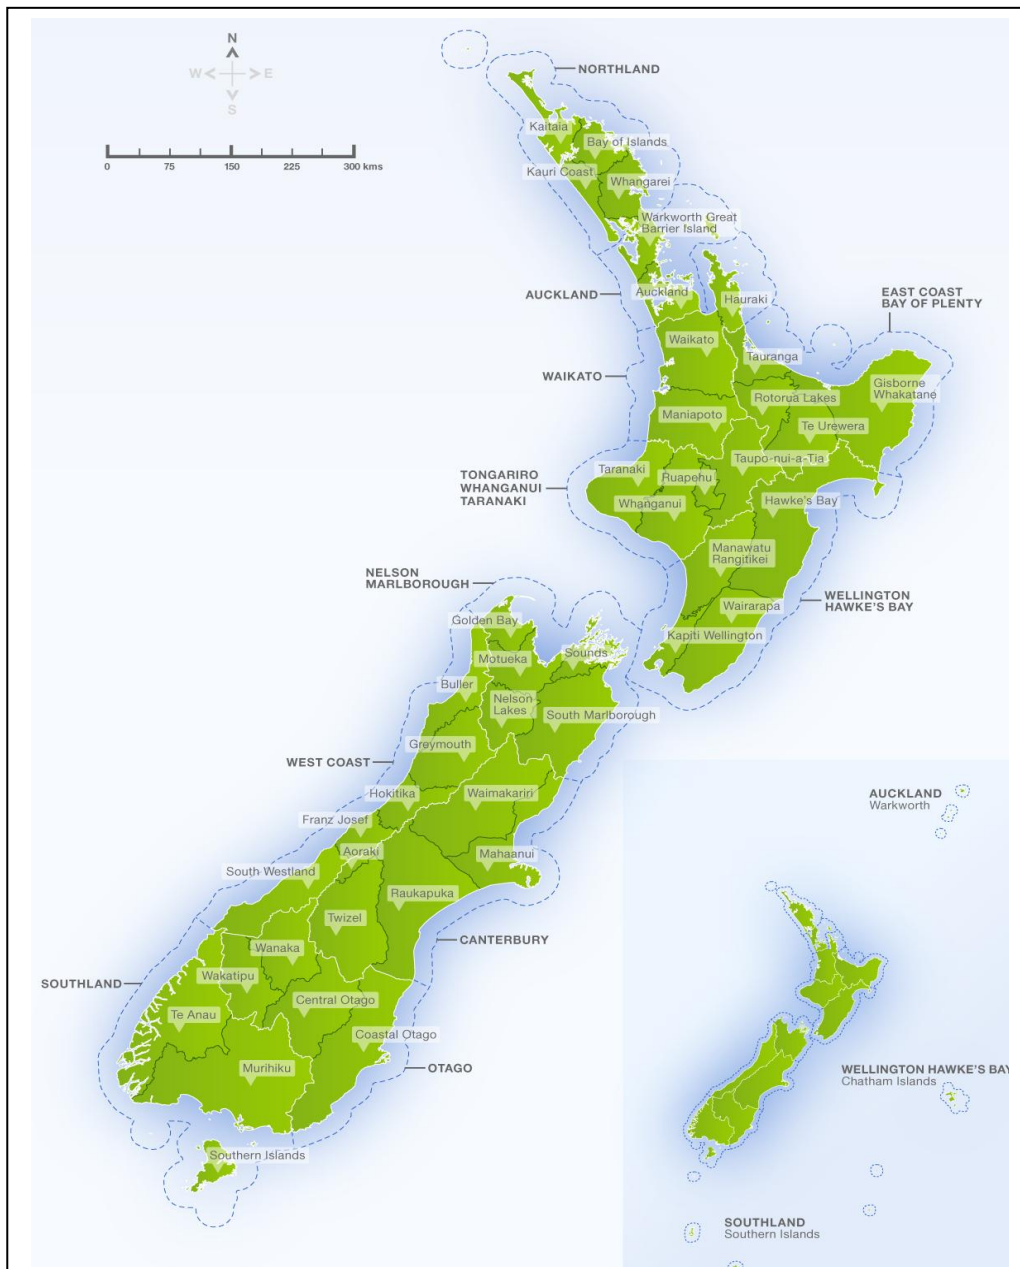 N
W E
S
0 75 150 225 300 kms
NORTHLAND
Kaitaia
Bay of Islands
Kauri Coast
Whangarei
Warkworth Great
Barrier Island
AUCKLAND
Auckland
Hauraki
EAST COAST
BAY OF PLENTY
Waikato
Tauranga
WAIKATO
Gisborne
Whakatane
Rotorua Lakes
Maniapoto
Te Urewera
Taupo-nui-a-Tia
TONGARIRO
WHANGANUI
TARANAKI
Taranaki
Ruapehu
Whanganui
Hawke's Bay
Manawatu
Rangitikei
NELSON
MARLBOROUGH
WELLINGTON
HAWKE'S BAY
Wairarapa
Golden Bay
Kapiti Wellington
Motueka
Sounds
Buller
Nelson
Lakes
South Marlborough
Greymouth
WEST COAST
Hokitika
Waimakariri
Franz Josef
Aoraki
Mahaanui
South Westland
Raukapuka
Twizel
CANTERBURY
Wanaka
SOUTHLAND
Wakatipu
Central Otago
Te Anau
Coastal Otago
Murihiku
OTAGO
Southern Islands
AUCKLAND
Warkworth
WELLINGTON HAWKE'S BAY
Chatham Islands
SOUTHLAND
Southern Islands